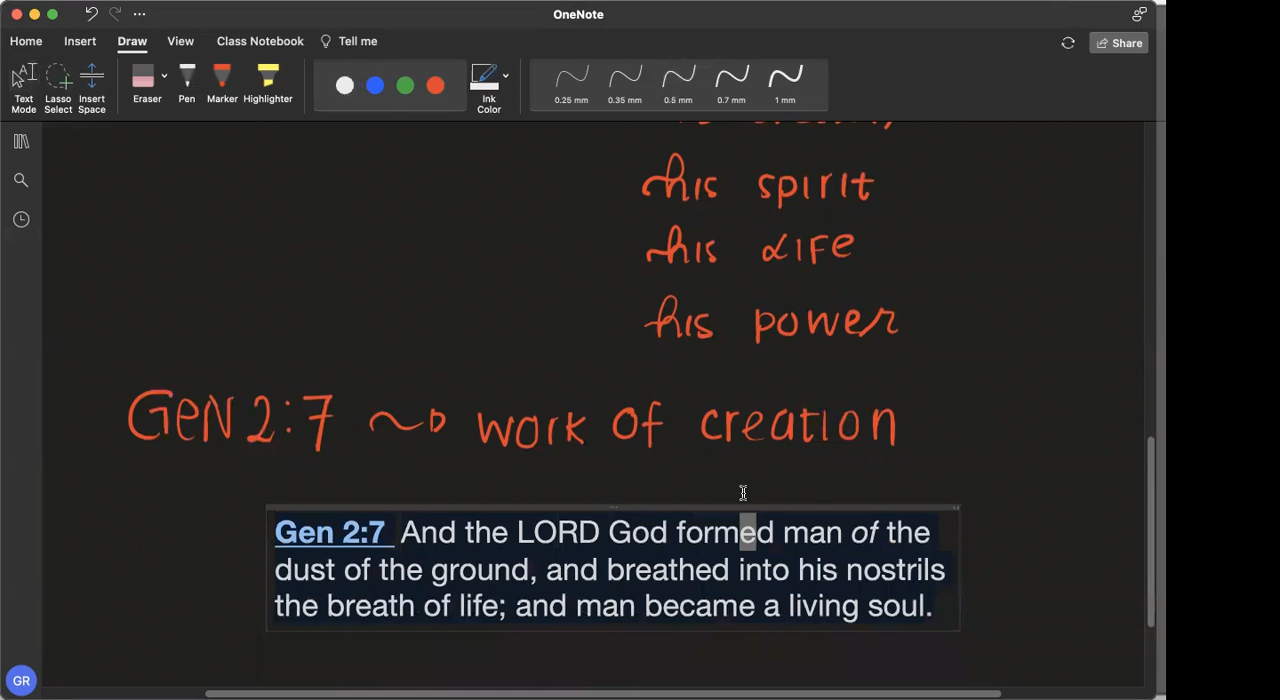 OneNote
Home Insert Draw View Class Notebook Tell me
Share
Text Mode
Lasso Select
Insert Space
Eraser
Pen
Marker
Highlighter
Ink Color
0.25 mm 0.35 mm 0.5 mm 0.7 mm 1 mm
his spirit
his LIFe
his power
GeN 2:7 work of creation
Gen 2:7 And the LORD God formed man of the
dust of the ground, and breathed into his nostrils
the breath of life; and man became a living soul.
GR